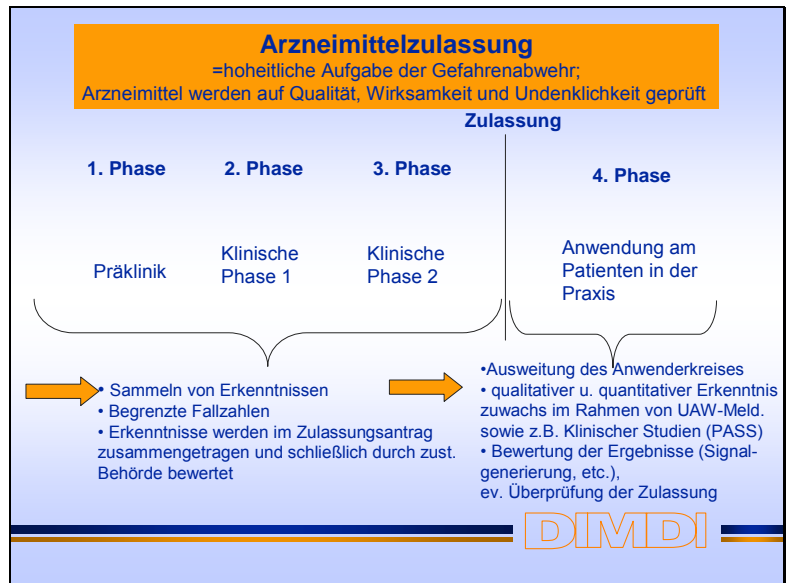 Arzneimittelzulassung
=hoheitliche Aufgabe der Gefahrenabwehr;
Arzneimittel werden auf Qualität, Wirksamkeit und Undenklichkeit geprüft
Zulassung
1. Phase
2. Phase
3. Phase
4. Phase
Präklinik
Klinische
Phase 1
Klinische
Phase 2
Anwendung am
Patienten in der
Praxis
• Sammeln von Erkenntnissen
• Begrenzte Fallzahlen
• Erkenntnisse werden im Zulassungsantrag
zusammengetragen und schließlich durch zust.
Behörde bewertet
•Ausweitung des Anwenderkreises
• qualitativer u. quantitativer Erkenntnis
zuwachs im Rahmen von UAW-Meld.
sowie z.B. Klinischer Studien (PASS)
• Bewertung der Ergebnisse (Signal-
generierung, etc.),
ev. Überprüfung der Zulassung
DIMDI